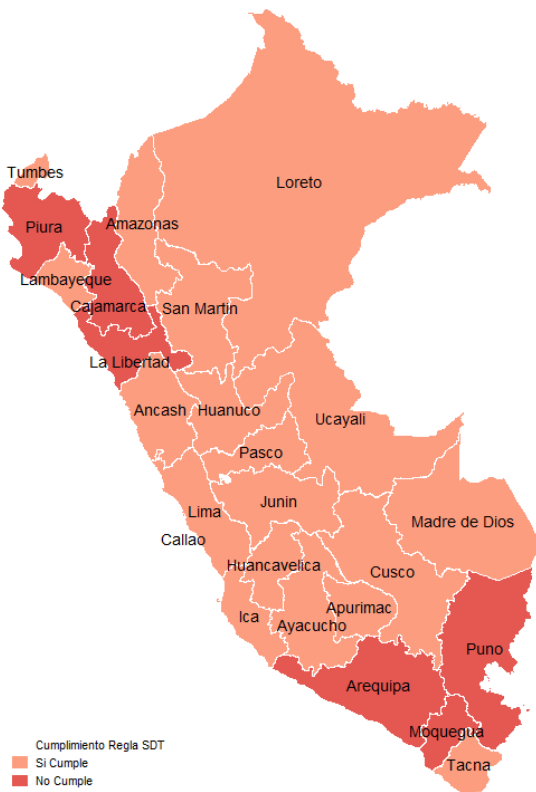 Loreto
Tumbes
Amazonas
Piura
Lambayeque
Cajamarca
San Martin
La Libertad
Ancash
Huanuco
Ucayali
Pasco
Junin
Lima
Madre de Dios
Callao
Huancavelica
Cusco
Apurimac
Ica
Ayacucho
Puno
Arequipa
Moquegua
Tacna
Cumplimiento Regla SDT
Si Cumple
No Cumple